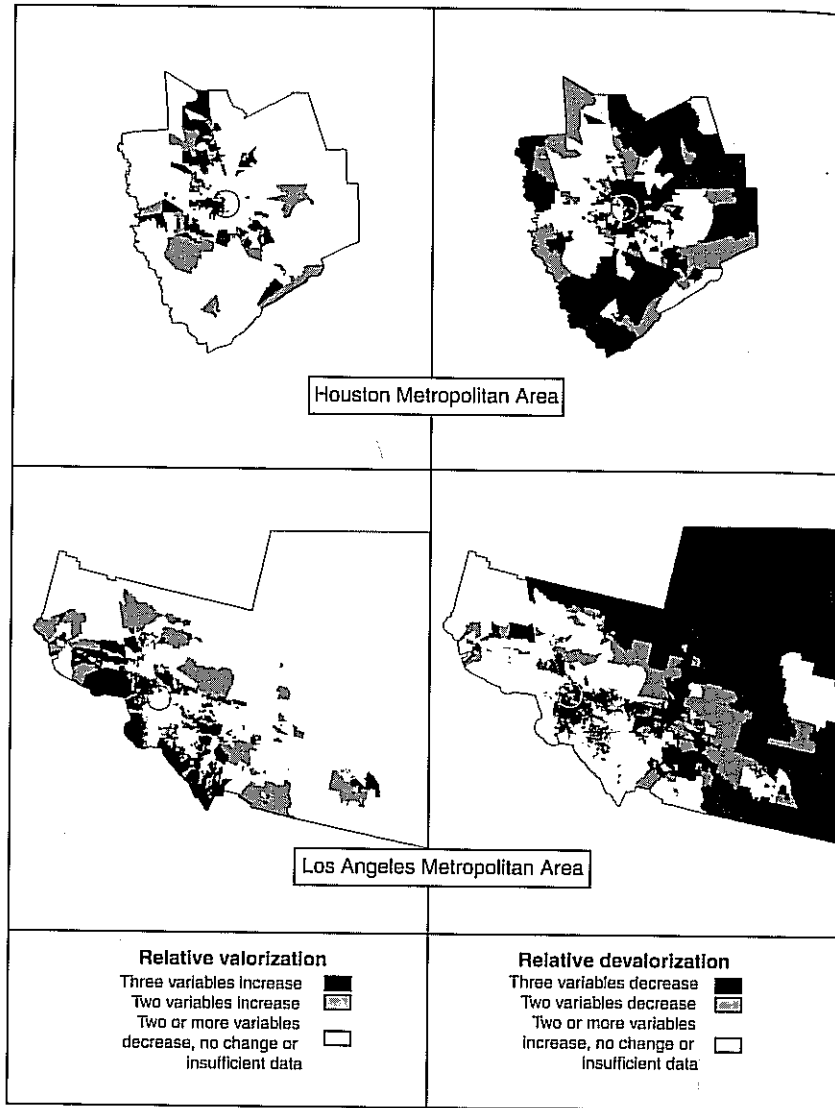 Houston Metropolitan Area
Los Angeles Metropolitan Area
Relative valorization
Three variables increase
Two variables increase
Two or more variables
decrease, no change or
insufficient data
Relative devalorization
Three variables decrease
Two variables decrease
Two or more variables
increase, no change or
insufficient data